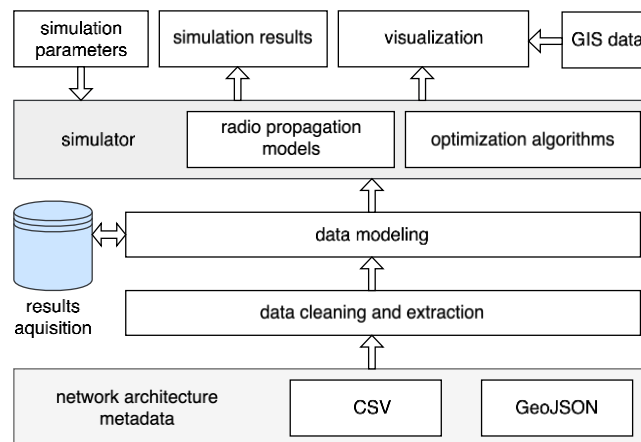 simulation
parameters
simulation results
visualization
GIS data
simulator
radio propagation
models
optimization algorithms
data modeling
results
aquisition
data cleaning and extraction
network architecture
metadata
CSV
GeoJSON